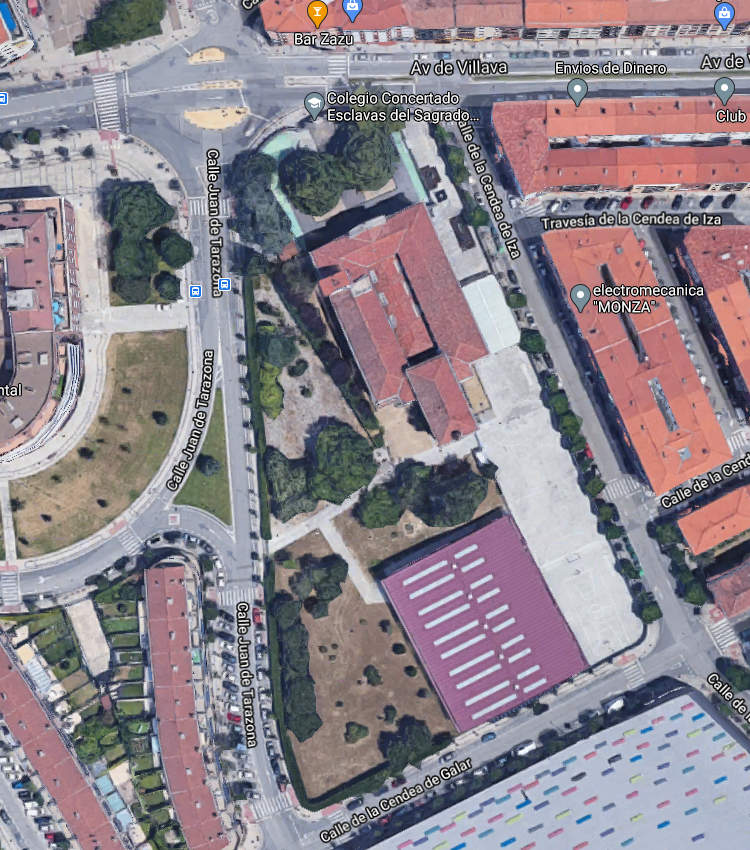 Bar Zazu
Av de Villava
Av de
Envios de Dinero
Club
Colegio Concertado
Esclavas del Sagrado...
Calle de la Cendea de Iza
Calle Juan de Tarazona
Travesía de la Cendea de Iza
electromecanica
"MONZA"
Calle Juan de Tarazona
Calle de la Cend
Calle Juan de Tarazona
Calle de la
Calle de la Cendea de Galar